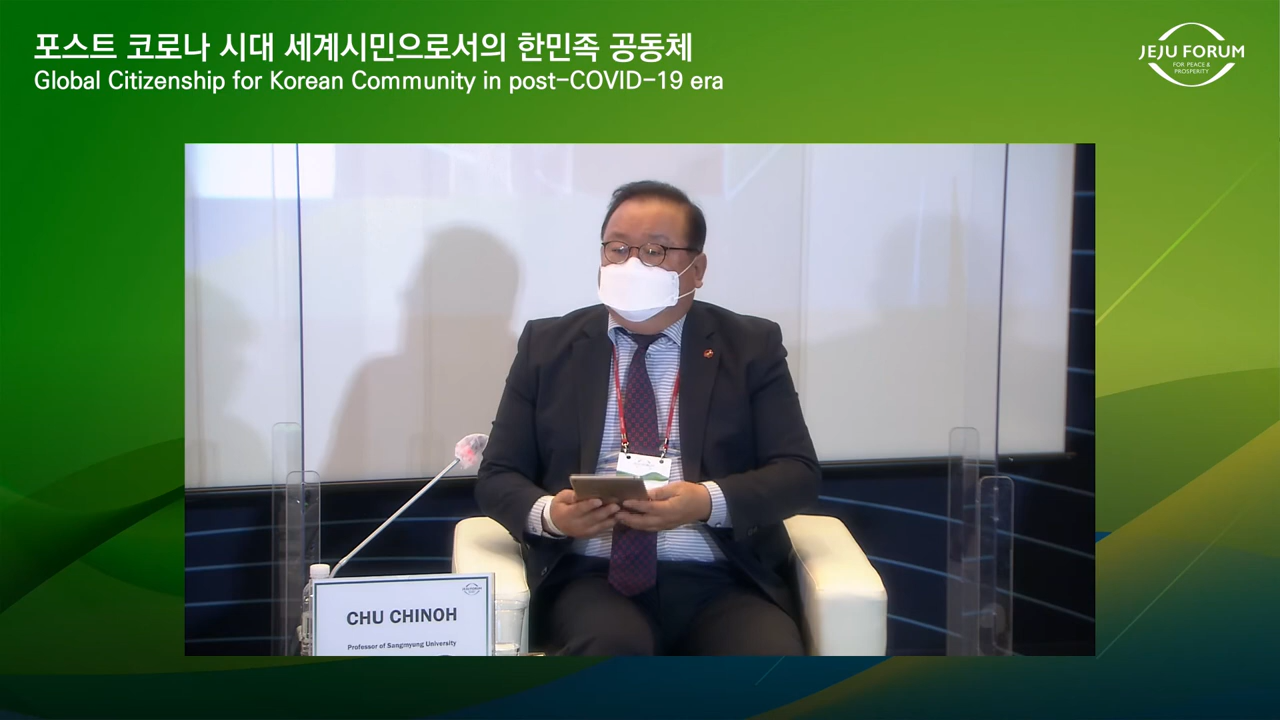 포스트 코로나 시대 세계시민으로서의 한민족 공동체
Global Citizenship for Korean Community in post-COVID-19 era
JEJU FORUM
FOR PEACE &
PROSPERITY
JEJU FORUM
CHU CHINOH
Professor of Sangmyung University